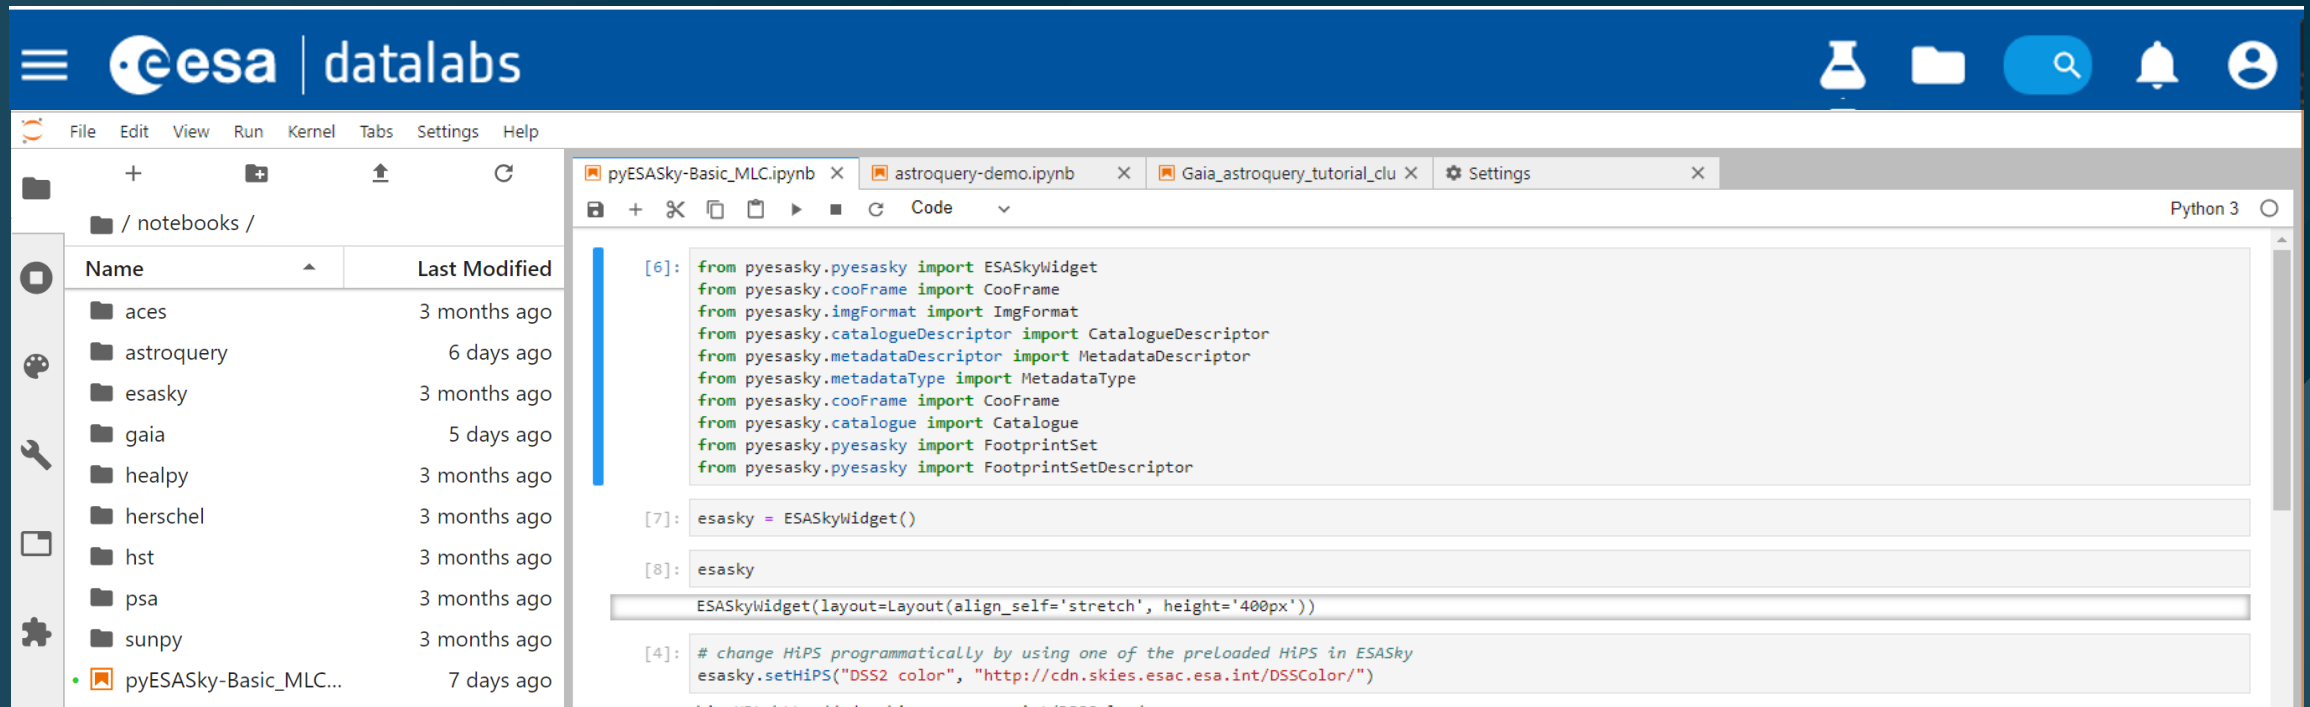 esa | datalabs
File Edit View Run Kernel Tabs Settings Help
/ notebooks /
Name Last Modified
aces 3 months ago
astroquery 6 days ago
esasky 3 months ago
gaia 5 days ago
healpy 3 months ago
herschel 3 months ago
hst 3 months ago
psa 3 months ago
sunpy 3 months ago
pyESASky-Basic_MLC... 7 days ago
pyESASky-Basic_MLC.ipynb astroquery-demo.ipynb Gaia_astroquery_tutorial_clu Settings
Code Python 3
[6]: from pyesasky.pyesasky import ESASkyWidget
from pyesasky.cooFrame import CooFrame
from pyesasky.imgFormat import ImgFormat
from pyesasky.catalogueDescriptor import CatalogueDescriptor
from pyesasky.metadataDescriptor import MetadataDescriptor
from pyesasky.metadataType import MetadataType
from pyesasky.cooFrame import CooFrame
from pyesasky.catalogue import Catalogue
from pyesasky.pyesasky import FootprintSet
from pyesasky.pyesasky import FootprintSetDescriptor
[7]: esasky = ESASkyWidget()
[8]: esasky
ESASkyWidget(layout=Layout(align_self='stretch', height='400px'))
[4]: # change HiPS programmatically by using one of the preloaded HiPS in ESASky
esasky.setHiPS("DSS2 color", "http://cdn.skies.esac.esa.int/DSSColor/")